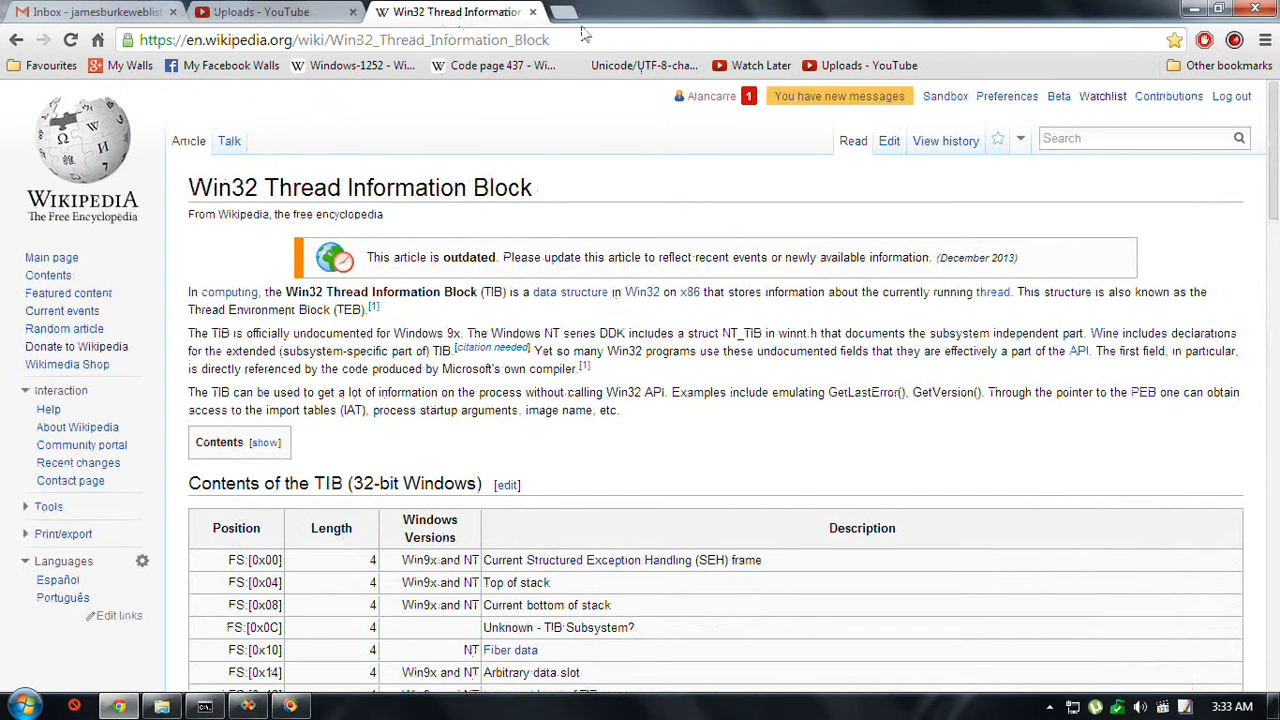 Inbox - jamesburkeweblist
Uploads - YouTube
Win32 Thread Information
https://en.wikipedia.org/wiki/Win32_Thread_Information_Block
Favourites
My Walls
My Facebook Walls
Windows-1252 - Wi...
Code page 437 - Wi...
Unicode/UTF-8-cha...
Watch Later
Uploads - YouTube
Other bookmarks
Alancarre 1 You have new messages Sandbox Preferences Beta Watchlist Contributions Log out
Article Talk Read Edit View history Search
WIKIPEDIA
The Free Encyclopedia
Main page
Contents
Featured content
Current events
Random article
Donate to Wikipedia
Wikimedia Shop
Interaction
Help
About Wikipedia
Community portal
Recent changes
Contact page
Tools
Print/export
Languages
Español
Português
Edit links
Win32 Thread Information Block
From Wikipedia, the free encyclopedia
This article is outdated. Please update this article to reflect recent events or newly available information. (December 2013)
In computing, the Win32 Thread Information Block (TIB) is a data structure in Win32 on x86 that stores information about the currently running thread. This structure is also known as the
Thread Environment Block (TEB).[1]
The TIB is officially undocumented for Windows 9x. The Windows NT series DDK includes a struct NT_TIB in winnt.h that documents the subsystem independent part. Wine includes declarations
for the extended (subsystem-specific part of) TIB.[citation needed] Yet so many Win32 programs use these undocumented fields that they are effectively a part of the API. The first field, in particular,
is directly referenced by the code produced by Microsoft's own compiler.[1]
The TIB can be used to get a lot of information on the process without calling Win32 API. Examples include emulating GetLastError(), GetVersion(). Through the pointer to the PEB one can obtain
access to the import tables (IAT), process startup arguments, image name, etc.
Contents [show]
Contents of the TIB (32-bit Windows) [edit]
Position Length Windows Versions Description
FS:[0x00] 4 Win9x and NT Current Structured Exception Handling (SEH) frame
FS:[0x04] 4 Win9x and NT Top of stack
FS:[0x08] 4 Win9x and NT Current bottom of stack
FS:[0x0C] 4 Unknown - TIB Subsystem?
FS:[0x10] 4 NT Fiber data
FS:[0x14] 4 Win9x and NT Arbitrary data slot
3:33 AM